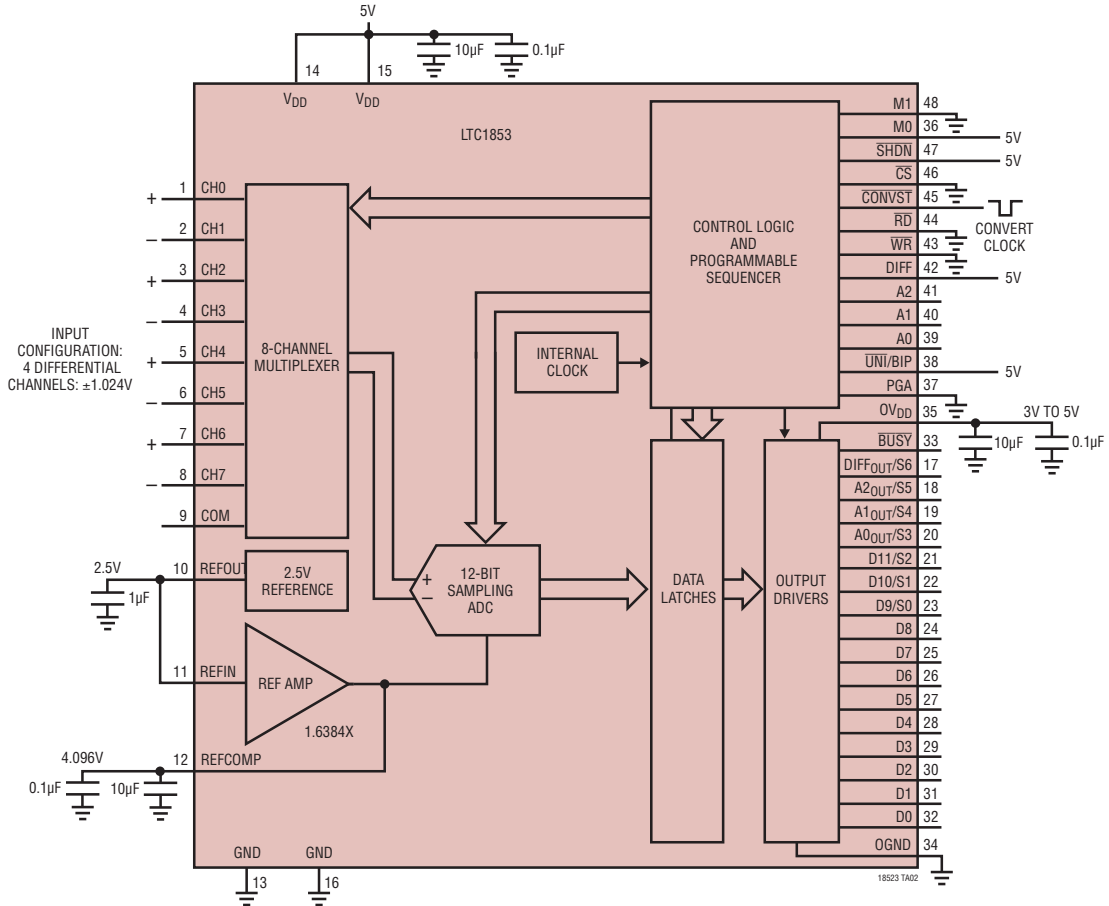 5V
10µF
0.1µF
14
15
VDD
VDD
LTC1853
INPUT
CONFIGURATION:
4 DIFFERENTIAL
CHANNELS: ±1.024V
+ 1 CH0
– 2 CH1
+ 3 CH2
– 4 CH3
+ 5 CH4
– 6 CH5
+ 7 CH6
– 8 CH7
9 COM
8-CHANNEL
MULTIPLEXER
2.5V
10 REFOUT
1µF
2.5V
REFERENCE
11 REFIN
REF AMP
1.6384X
4.096V
12 REFCOMP
0.1µF
10µF
GND
13
GND
16
+
–
12-BIT
SAMPLING
ADC
INTERNAL
CLOCK
CONTROL LOGIC
AND
PROGRAMMABLE
SEQUENCER
DATA
LATCHES
OUTPUT
DRIVERS
M1 48
M0 36 5V
SHDN 47 5V
CS 46
CONVST 45
CONVERT
CLOCK
RD 44
WR 43
DIFF 42 5V
A2 41
A1 40
A0 39
UNI/BIP 38 5V
PGA 37
OVDD 35 3V TO 5V
10µF
0.1µF
BUSY 33
DIFFOUT/S6 17
A2OUT/S5 18
A1OUT/S4 19
A0OUT/S3 20
D11/S2 21
D10/S1 22
D9/S0 23
D8 24
D7 25
D6 26
D5 27
D4 28
D3 29
D2 30
D1 31
D0 32
OGND 34
18523 TA02